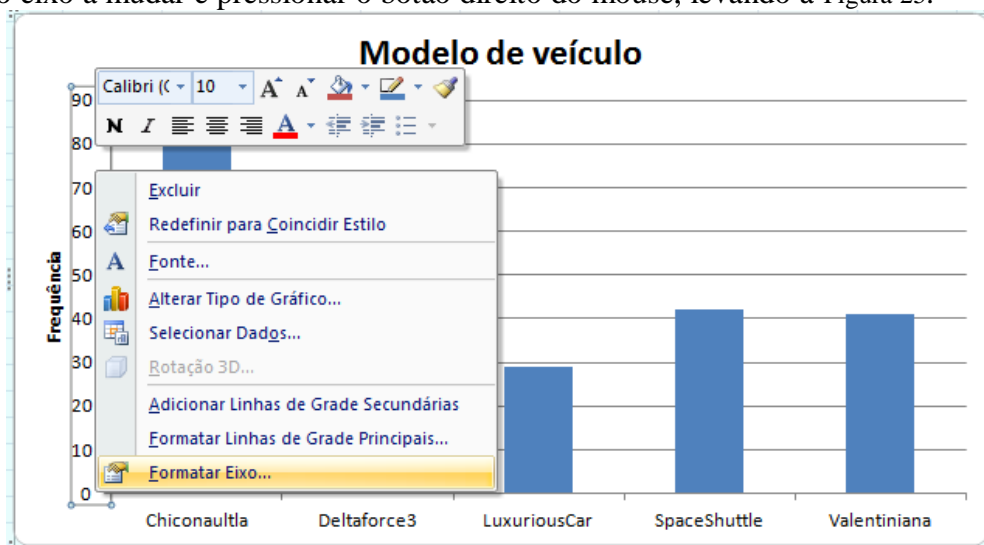 o eixo a mudar e pressionar o botão direito do mouse, levando à Figura 25.
Modelo de veículo
Calibri (C 10 A A
N I A
Frequência
90
80
70
60
50
40
30
20
10
0
Excluir
Redefinir para Coincidir Estilo
A Fonte...
Alterar Tipo de Gráfico...
Selecionar Dados...
Rotação 3D...
Adicionar Linhas de Grade Secundárias
Formatar Linhas de Grade Principais...
Formatar Eixo...
Chiconaultla Deltaforce3 LuxuriousCar SpaceShuttle Valentiniana